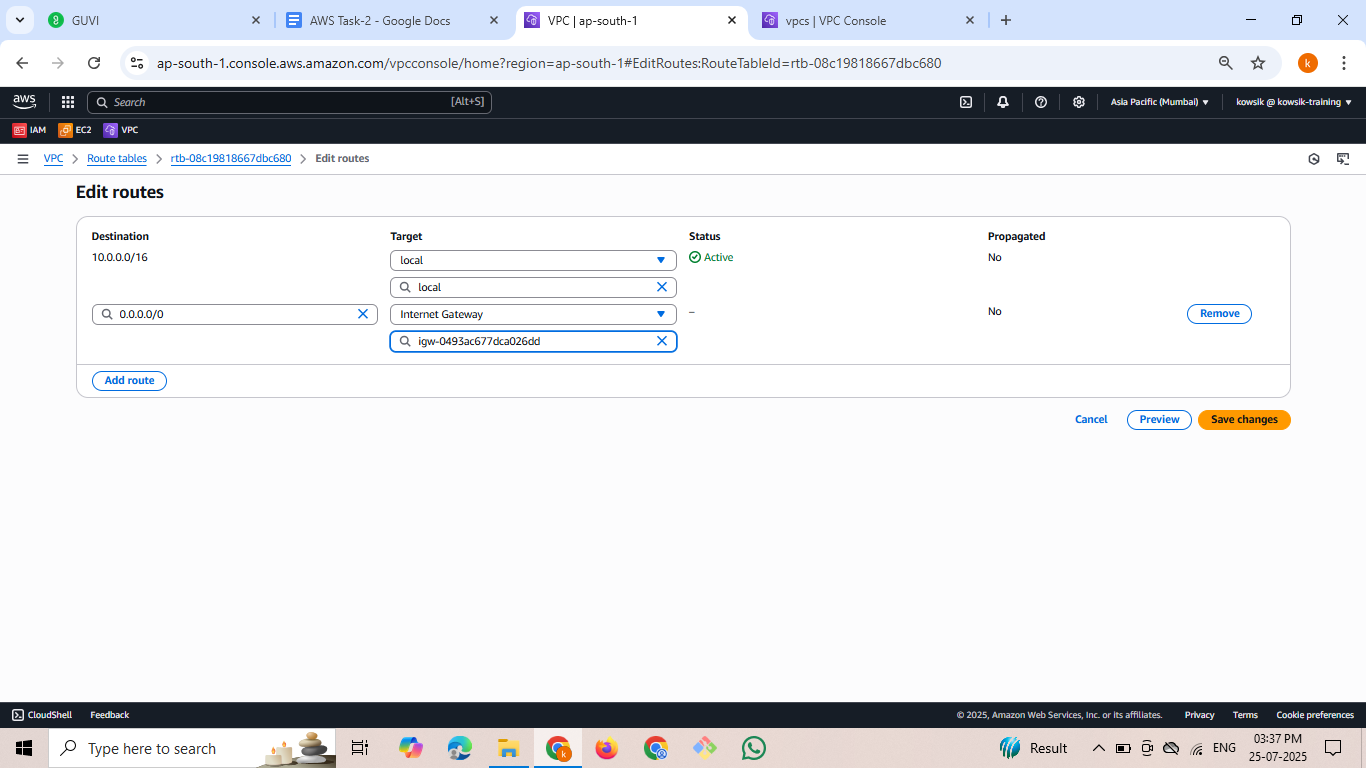 GUVI
AWS Task-2 - Google Docs
VPC | ap-south-1
vpcs | VPC Console
ap-south-1.console.aws.amazon.com/vpcconsole/home?region=ap-south-1#EditRoutes:RouteTableId=rtb-08c19818667dbc680
k
aws
Search
[Alt+S]
Asia Pacific (Mumbai)
kowsik @ kowsik-training
IAM
EC2
VPC
VPC
Route tables
rtb-08c19818667dbc680
Edit routes
Edit routes
Destination
Target
Status
Propagated
10.0.0.0/16
local
Active
No
local
0.0.0.0/0
Internet Gateway
–
No
Remove
igw-0493ac677dca026dd
Add route
Cancel
Preview
Save changes
CloudShell
Feedback
© 2025, Amazon Web Services, Inc. or its affiliates.
Privacy
Terms
Cookie preferences
Type here to search
Result
ENG
03:37 PM
25-07-2025